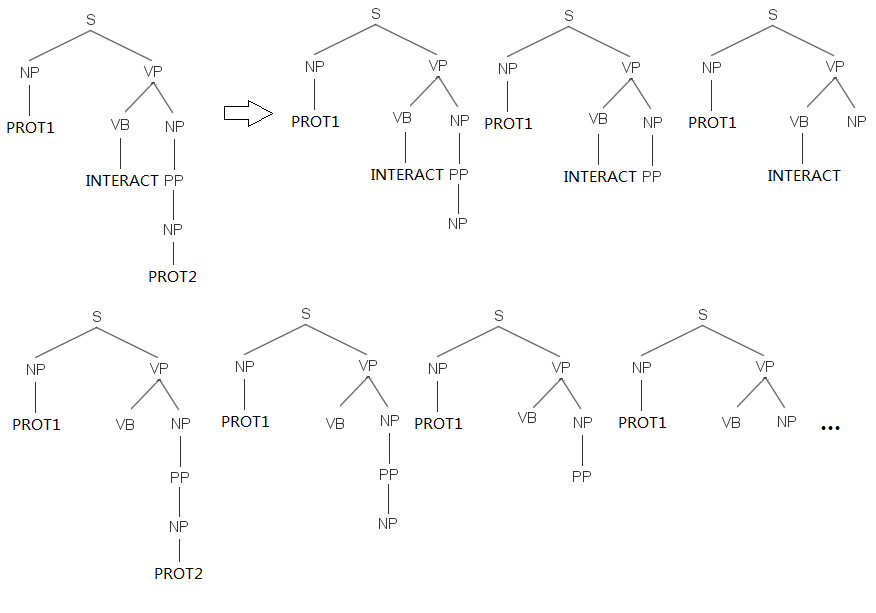 S S S S
NP VP NP VP NP VP NP VP
PROT1 VB NP PROT1 VB NP PROT1 VB NP PROT1 VB NP
INTERACT PP INTERACT PP INTERACT PP INTERACT
NP NP
PROT2
S S S S
NP VP NP VP NP VP NP VP
PROT1 VB NP PROT1 VB NP PROT1 VB NP PROT1 VB NP ...
PP PP PP
NP NP
PROT2